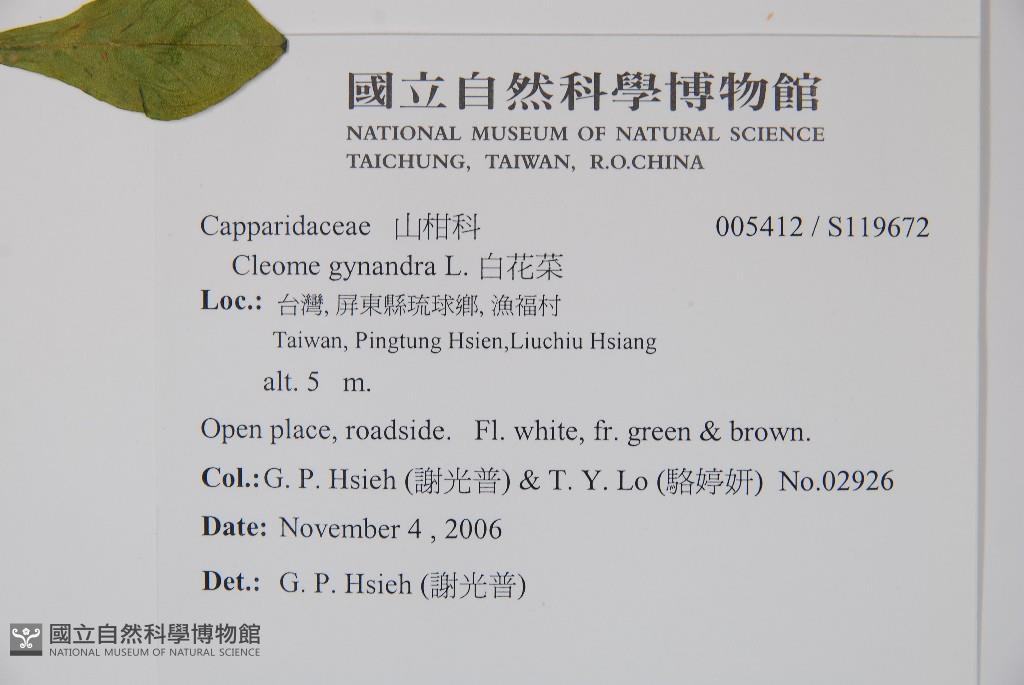 國立自然科學博物館
NATIONAL MUSEUM OF NATURAL SCIENCE
TAICHUNG, TAIWAN, R.O.CHINA
Capparidaceae 山柑科 005412 / S119672
Cleome gynandra L. 白花菜
Loc.: 台灣, 屏東縣琉球鄉, 漁福村
Taiwan, Pingtung Hsien,Liuchiu Hsiang
alt. 5 m.
Open place, roadside. Fl. white, fr. green & brown.
Col.:G. P. Hsieh (謝光普) & T. Y. Lo (駱婷妍) No.02926
Date: November 4 , 2006
Det.: G. P. Hsieh (謝光普)
國立自然科學博物館
NATIONAL MUSEUM OF NATURAL SCIENCE